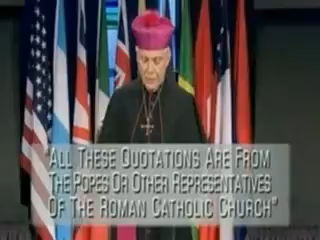 "All These Quotations Are From
The Popes Or Other Representatives
Of The Roman Catholic Church"